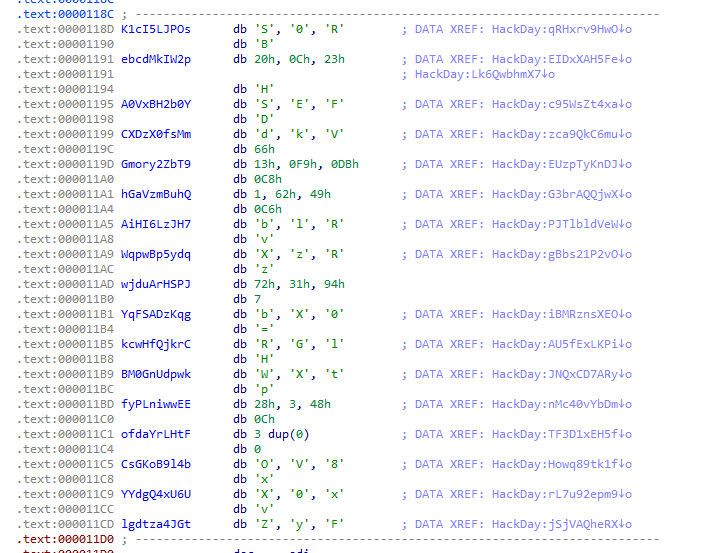 .text:0000118C ; ---------------------------------------------------------------------------
.text:0000118D K1cI5LJPOs db 'S', '0', 'R' ; DATA XREF: HackDay:qRHxrv9HwO↓o
.text:00001190 db 'B'
.text:00001191 ebcdMkIW2p db 20h, 0Ch, 23h ; DATA XREF: HackDay:EIDxXAH5Fe↓o
.text:00001191 ; HackDay:Lk6QwbhmX7↓o
.text:00001194 db 'H'
.text:00001195 A0VxBH2b0Y db 'S', 'E', 'F' ; DATA XREF: HackDay:c95WsZt4xa↓o
.text:00001198 db 'D'
.text:00001199 CXDzX0fsMm db 'd', 'k', 'V' ; DATA XREF: HackDay:zca9QkC6mu↓o
.text:0000119C db 66h
.text:0000119D Gmory2ZbT9 db 13h, 0F9h, 0DBh ; DATA XREF: HackDay:EUzpTyKnDJ↓o
.text:000011A0 db 0C8h
.text:000011A1 hGaVzmBuhQ db 1, 62h, 49h ; DATA XREF: HackDay:G3brAQQjwX↓o
.text:000011A4 db 0C6h
.text:000011A5 AiHI6LzJH7 db 'b', 'l', 'R' ; DATA XREF: HackDay:PJTlbldVeW↓o
.text:000011A8 db 'v'
.text:000011A9 WqpwBp5ydq db 'X', 'z', 'R' ; DATA XREF: HackDay:gBbs21P2vO↓o
.text:000011AC db 'z'
.text:000011AD wjduArHSPJ db 72h, 31h, 94h
.text:000011B0 db 7
.text:000011B1 YqFSADzKqg db 'b', 'X', '0' ; DATA XREF: HackDay:iBMRznsXEO↓o
.text:000011B4 db '='
.text:000011B5 kcwHfQjkrC db 'R', 'G', 'l' ; DATA XREF: HackDay:AU5fExLKPi↓o
.text:000011B8 db 'H'
.text:000011B9 BM0GnUdpwk db 'W', 'X', 't' ; DATA XREF: HackDay:JNQxCD7ARy↓o
.text:000011BC db 'p'
.text:000011BD fyPLniwwEE db 28h, 3, 48h ; DATA XREF: HackDay:nMc40vYbDm↓o
.text:000011C0 db 0Ch
.text:000011C1 ofdaYrLHtF db 3 dup(0) ; DATA XREF: HackDay:TF3D1xEH5f↓o
.text:000011C4 db 0
.text:000011C5 CsGKoB9l4b db 'O', 'V', '8' ; DATA XREF: HackDay:Howq89tk1f↓o
.text:000011C8 db 'x'
.text:000011C9 YYdgQ4xU6U db 'X', '0', 'x' ; DATA XREF: HackDay:rL7u92epm9↓o
.text:000011CC db 'v'
.text:000011CD lgdtza4JGt db 'Z', 'y', 'F' ; DATA XREF: HackDay:jSjVAQheRX↓o
.text:000011D0 ; ---------------------------------------------------------------------------